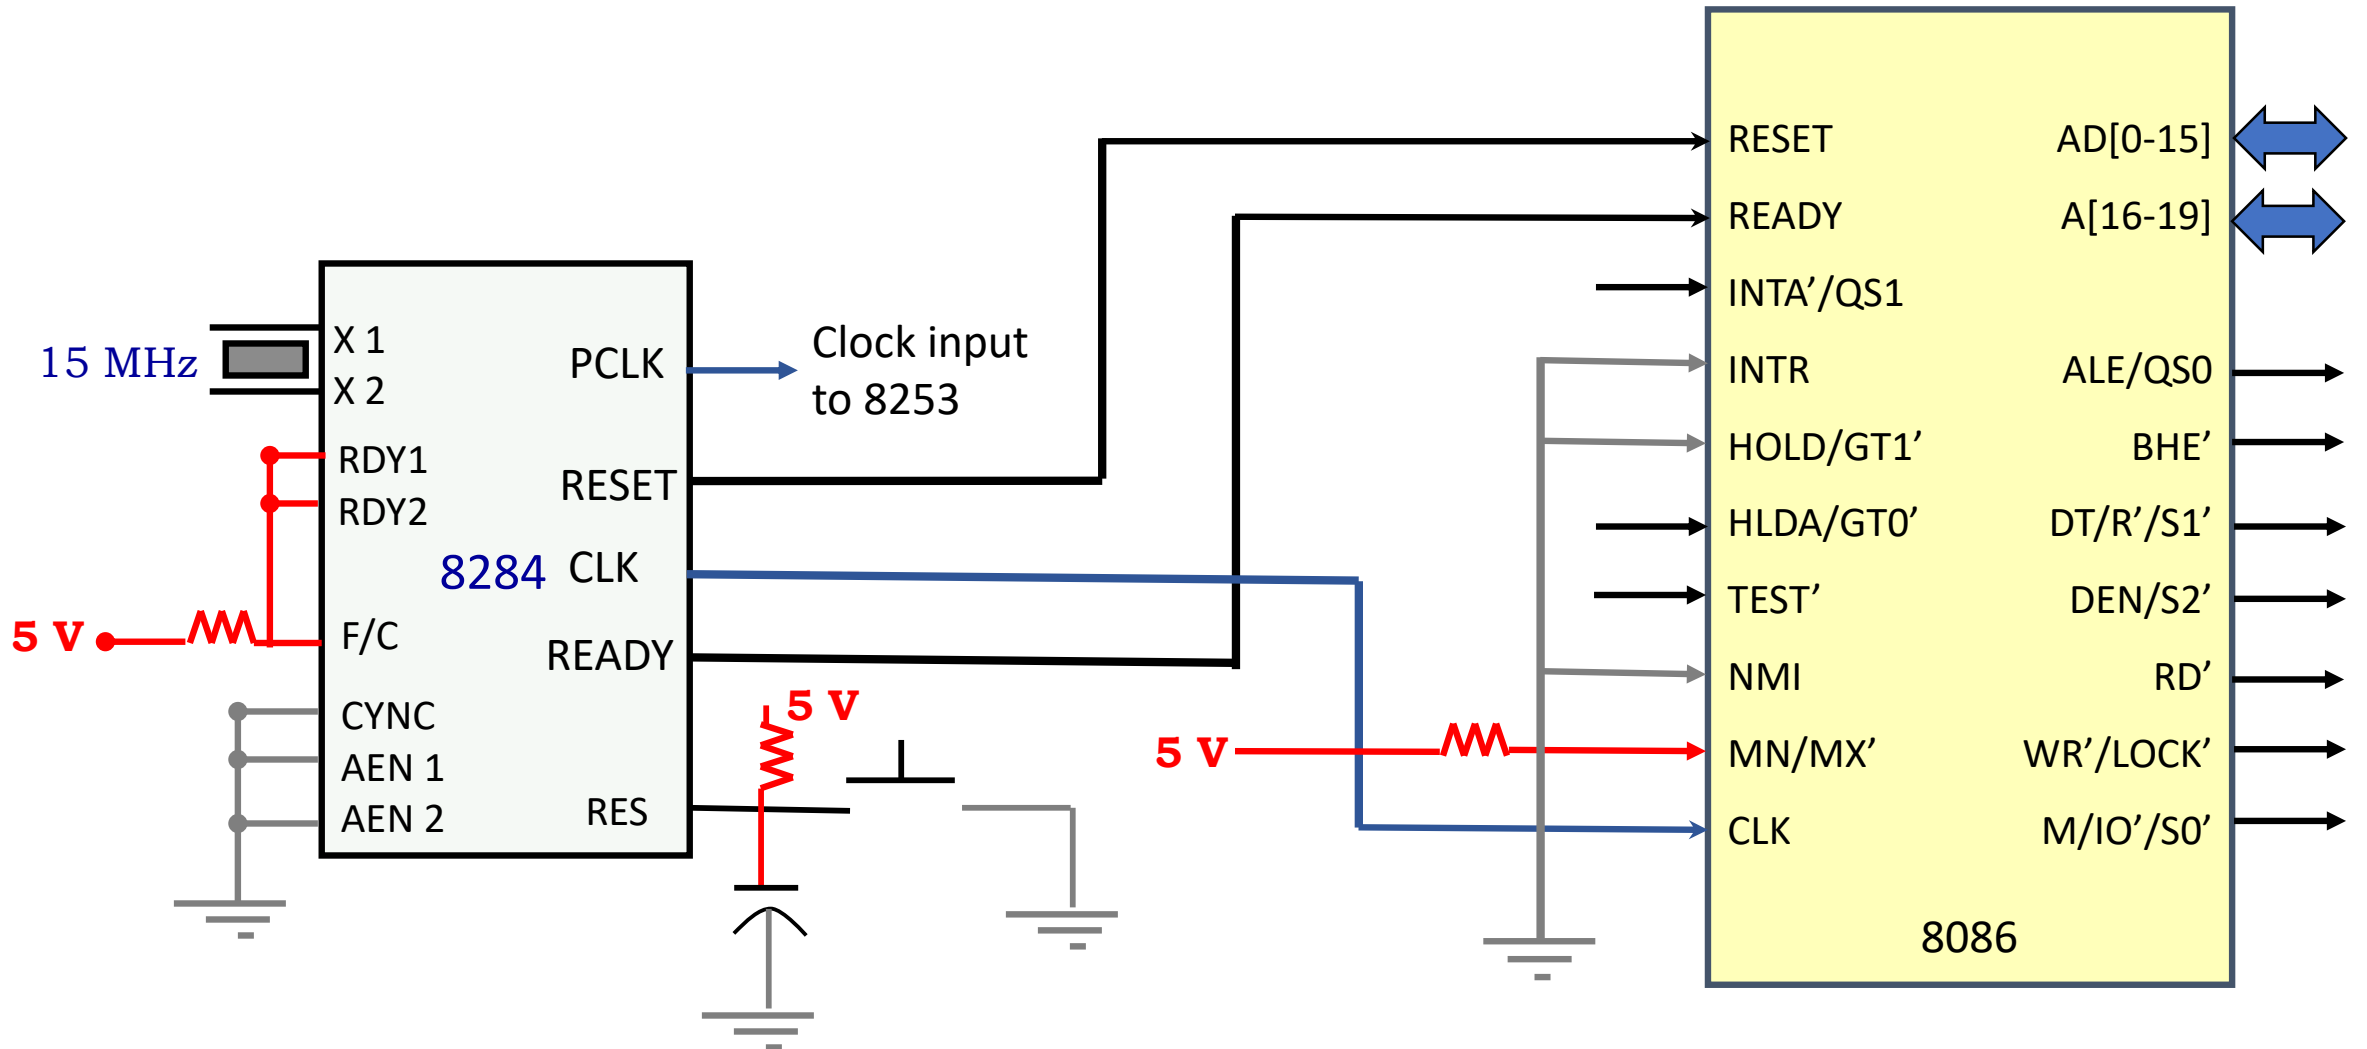 15 MHz
X 1
X 2
RDY1
RDY2
5 V
F/C
CYNC
AEN 1
AEN 2
8284
PCLK
RESET
CLK
READY
RES
Clock input
to 8253
5 V
5 V
RESET
READY
INTA’/QS1
INTR
HOLD/GT1’
HLDA/GT0’
TEST’
NMI
MN/MX’
CLK
AD[0-15]
A[16-19]
ALE/QS0
BHE’
DT/R’/S1’
DEN/S2’
RD’
WR’/LOCK’
M/IO’/S0’
8086